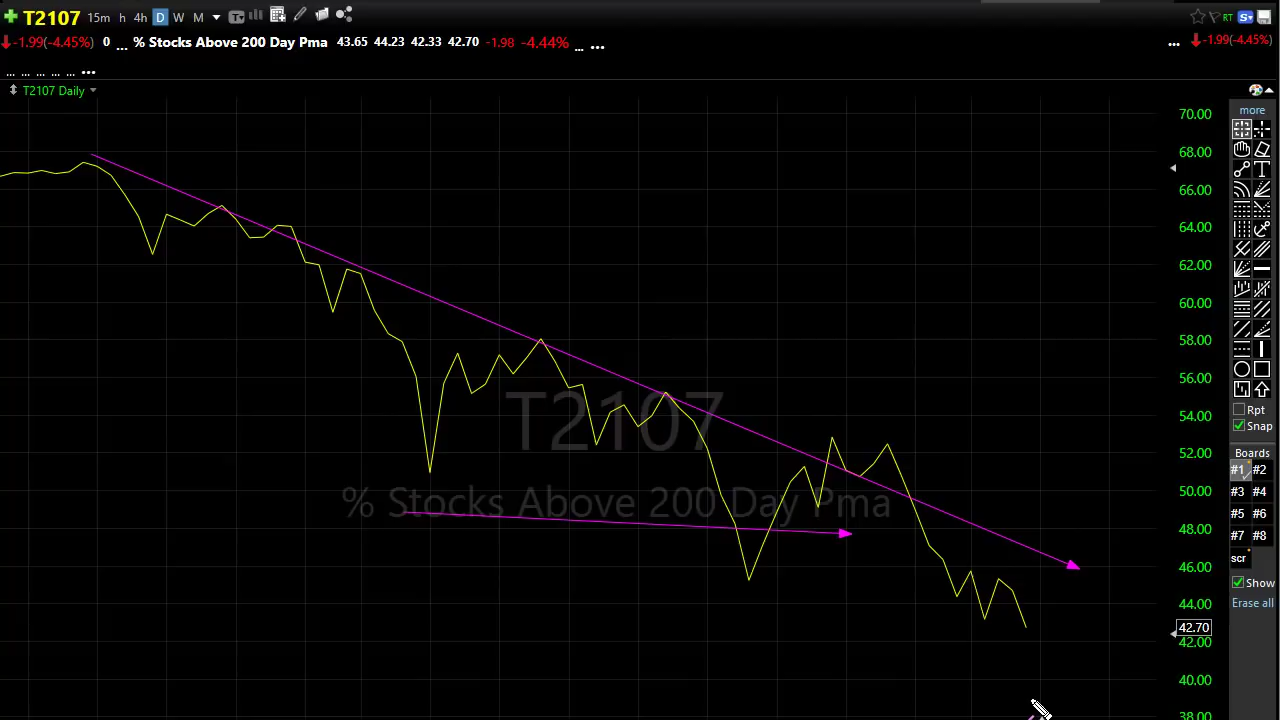 T2107 15m h 4h D W M T RT S
-1.99(-4.45%) 0 ... % Stocks Above 200 Day Pma 43.65 44.23 42.33 42.70 -1.98 -4.44% ... ... ... -1.99(-4.45%)
... ... ... ... ... ...
T2107 Daily
more
70.00
68.00
66.00
64.00
62.00
60.00
58.00
56.00
54.00
52.00
50.00
48.00
46.00
44.00
42.70
42.00
40.00
38.00
T2107
% Stocks Above 200 Day Pma
T
Rpt
Snap
Boards
#1 #2
#3 #4
#5 #6
#7 #8
scr
Show
Erase all